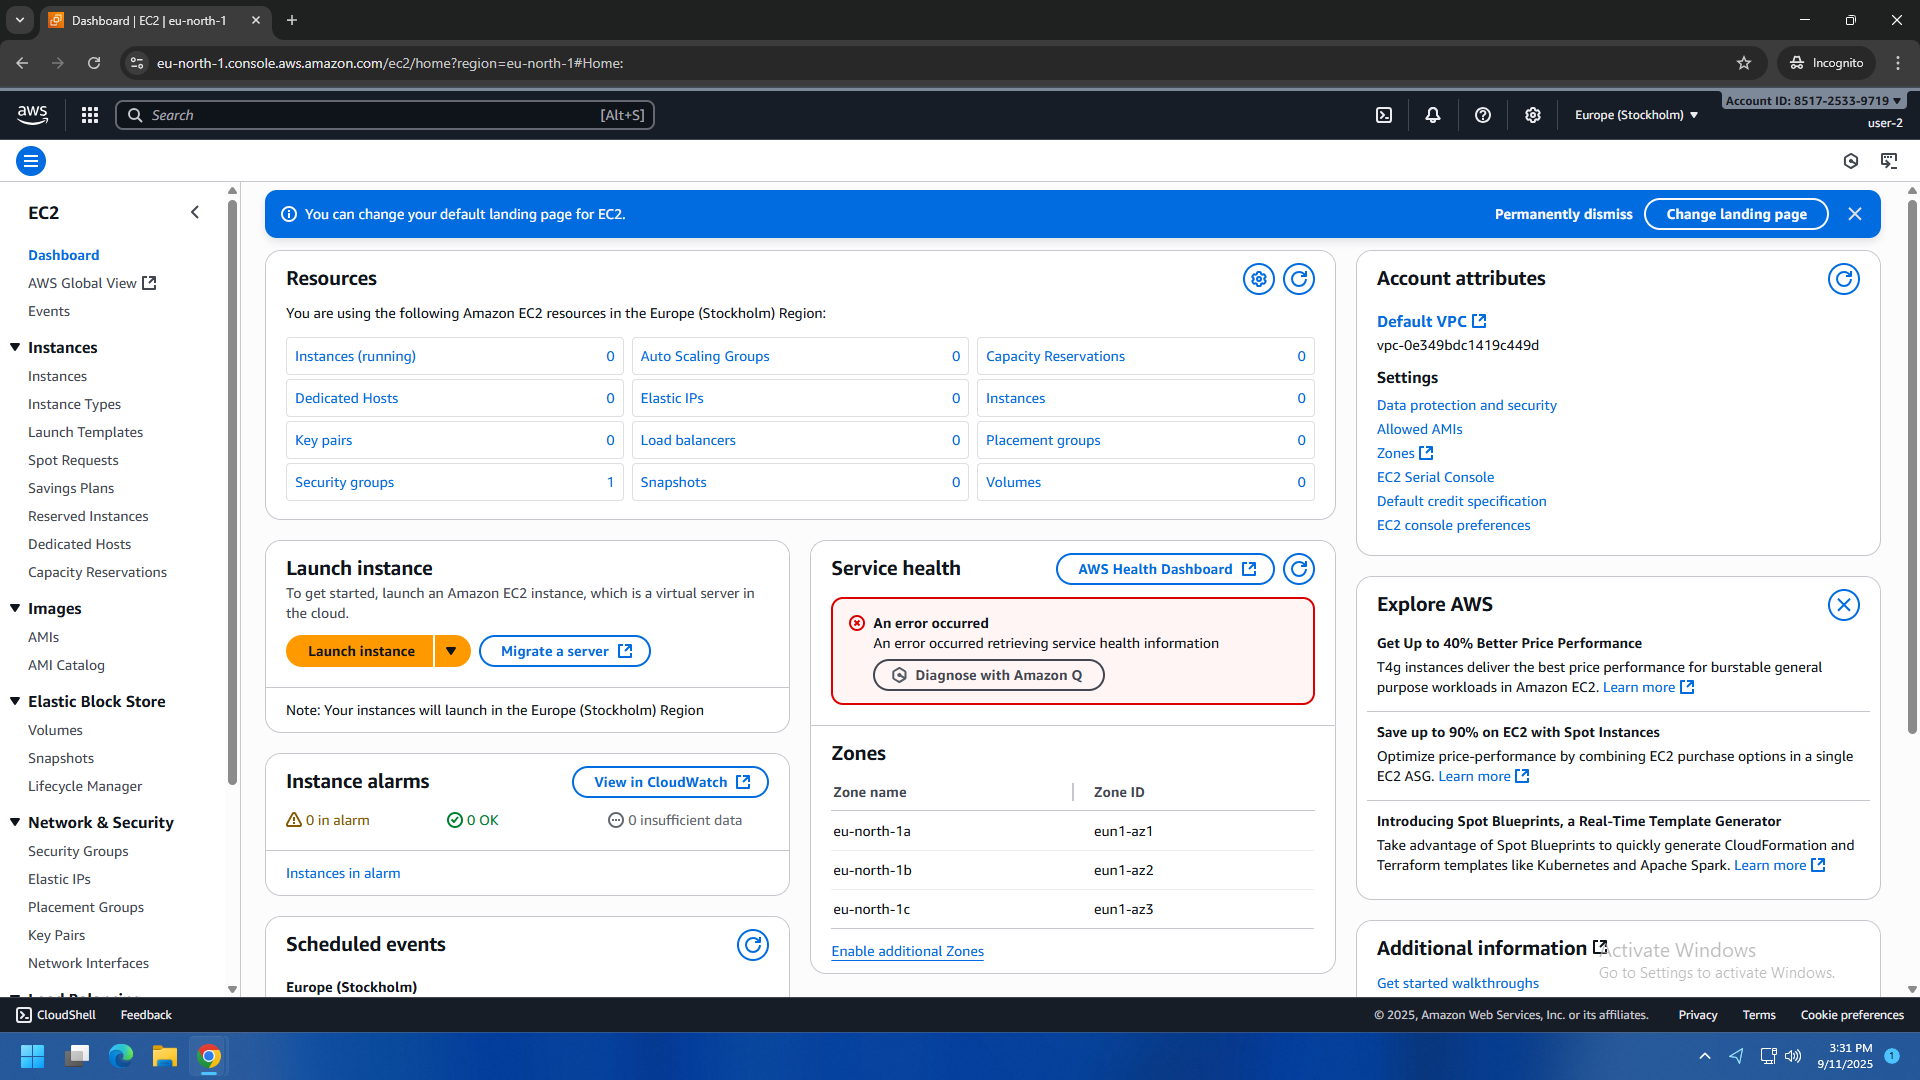 Dashboard | EC2 | eu-north-1
eu-north-1.console.aws.amazon.com/ec2/home?region=eu-north-1#Home:
Incognito
aws
Search
[Alt+S]
Europe (Stockholm)
Account ID: 8517-2533-9719
user-2
EC2
Dashboard
AWS Global View
Events
Instances
Instances
Instance Types
Launch Templates
Spot Requests
Savings Plans
Reserved Instances
Dedicated Hosts
Capacity Reservations
Images
AMIs
AMI Catalog
Elastic Block Store
Volumes
Snapshots
Lifecycle Manager
Network & Security
Security Groups
Elastic IPs
Placement Groups
Key Pairs
Network Interfaces
You can change your default landing page for EC2.
Permanently dismiss
Change landing page
Resources
You are using the following Amazon EC2 resources in the Europe (Stockholm) Region:
Instances (running) 0
Auto Scaling Groups 0
Capacity Reservations 0
Dedicated Hosts 0
Elastic IPs 0
Instances 0
Key pairs 0
Load balancers 0
Placement groups 0
Security groups 1
Snapshots 0
Volumes 0
Launch instance
To get started, launch an Amazon EC2 instance, which is a virtual server in
the cloud.
Launch instance
Migrate a server
Note: Your instances will launch in the Europe (Stockholm) Region
Instance alarms
View in CloudWatch
0 in alarm
0 OK
0 insufficient data
Instances in alarm
Scheduled events
Europe (Stockholm)
Service health
AWS Health Dashboard
An error occurred
An error occurred retrieving service health information
Diagnose with Amazon Q
Zones
Zone name
Zone ID
eu-north-1a
eun1-az1
eu-north-1b
eun1-az2
eu-north-1c
eun1-az3
Enable additional Zones
Account attributes
Default VPC
vpc-0e349bdc1419c449d
Settings
Data protection and security
Allowed AMIs
Zones
EC2 Serial Console
Default credit specification
EC2 console preferences
Explore AWS
Get Up to 40% Better Price Performance
T4g instances deliver the best price performance for burstable general
purpose workloads in Amazon EC2. Learn more
Save up to 90% on EC2 with Spot Instances
Optimize price-performance by combining EC2 purchase options in a single
EC2 ASG. Learn more
Introducing Spot Blueprints, a Real-Time Template Generator
Take advantage of Spot Blueprints to quickly generate CloudFormation and
Terraform templates like Kubernetes and Apache Spark. Learn more
Additional information
Get started walkthroughs
Activate Windows
Go to Settings to activate Windows.
CloudShell
Feedback
© 2025, Amazon Web Services, Inc. or its affiliates.
Privacy
Terms
Cookie preferences
3:31 PM
9/11/2025
1